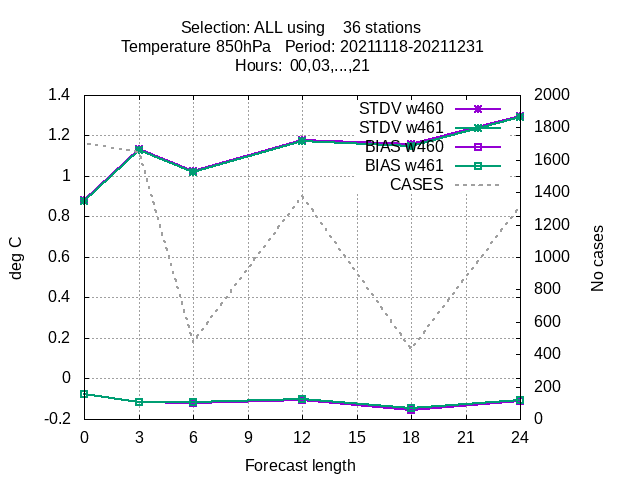 Selection: ALL using 36 stations
Temperature 850hPa Period: 20211118-20211231
Hours: 00,03,...,21
1.4
1.2
1
0.8
0.6
0.4
0.2
0
-0.2
deg C
STDV w460
STDV w461
BIAS w460
BIAS w461
CASES
2000
1800
1600
1400
1200
1000
800
600
400
200
0
No cases
0 3 6 9 12 15 18 21 24
Forecast length